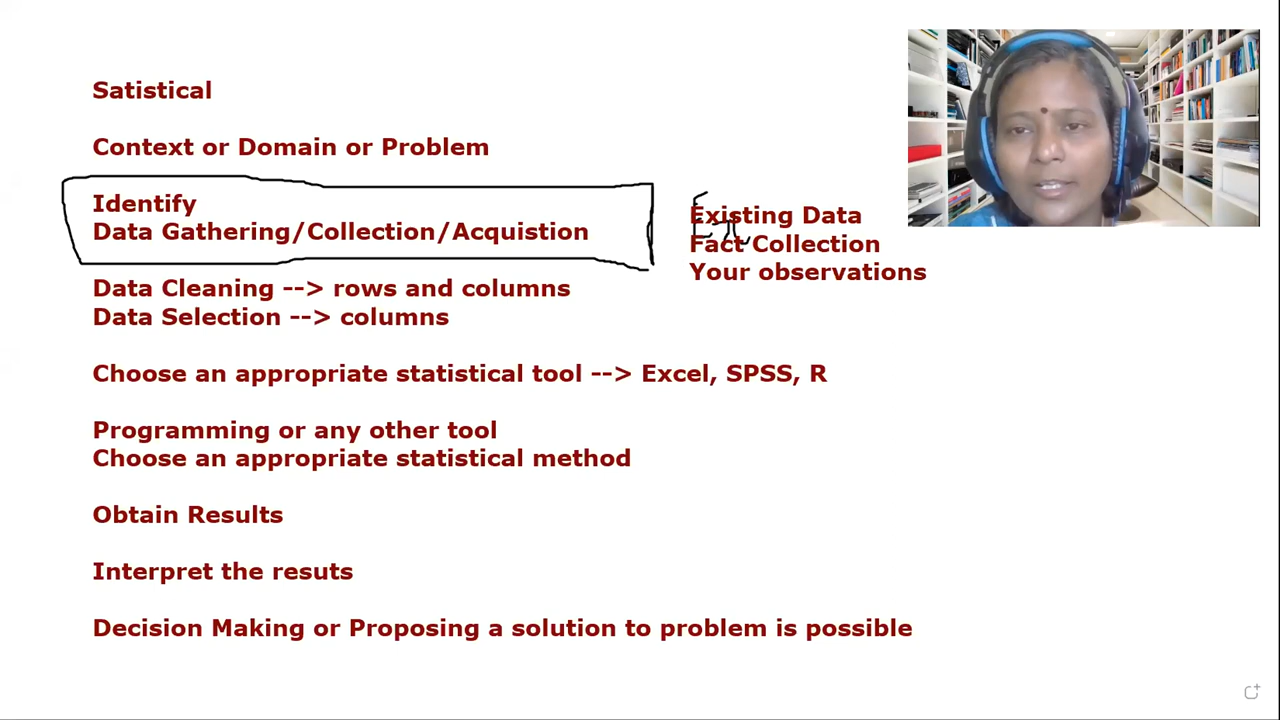 Satistical
Context or Domain or Problem
Identify
Data Gathering/Collection/Acquistion
Existing Data
Fact Collection
Your observations
Data Cleaning --> rows and columns
Data Selection --> columns
Choose an appropriate statistical tool --> Excel, SPSS, R
Programming or any other tool
Choose an appropriate statistical method
Obtain Results
Interpret the resuts
Decision Making or Proposing a solution to problem is possible